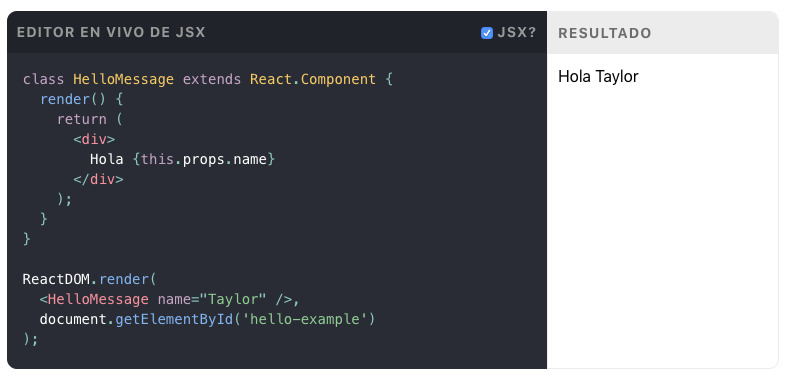 EDITOR EN VIVO DE JSX
JSX?
class HelloMessage extends React.Component {
  render() {
    return (
      <div>
        Hola {this.props.name}
      </div>
    );
  }
}
ReactDOM.render(
  <HelloMessage name="Taylor" />,
  document.getElementById('hello-example')
);
RESULTADO
Hola Taylor